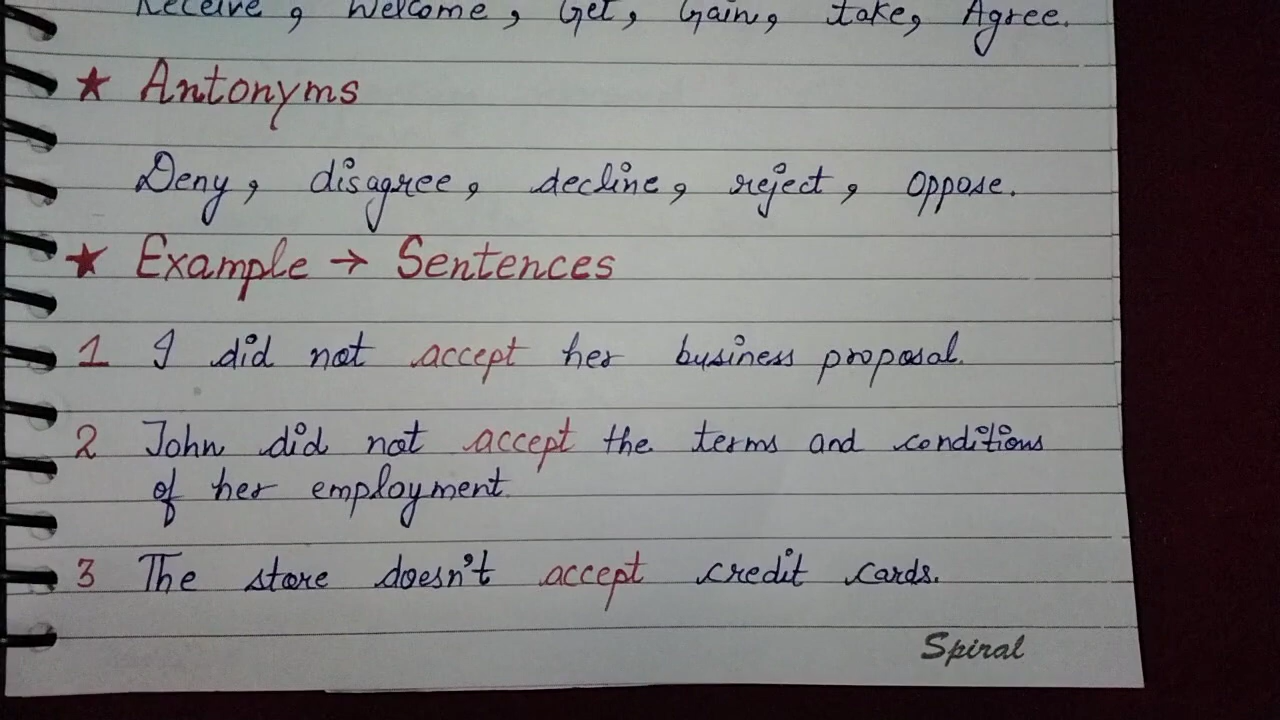 Receive, Welcome, Get, Gain, take, Agree.
★ Antonyms
Deny, disagree, decline, reject, oppose.
★ Example → Sentences
1 I did not accept her business proposal.
2 John did not accept the terms and conditions
of her employment.
3 The store doesn't accept credit cards.
Spiral